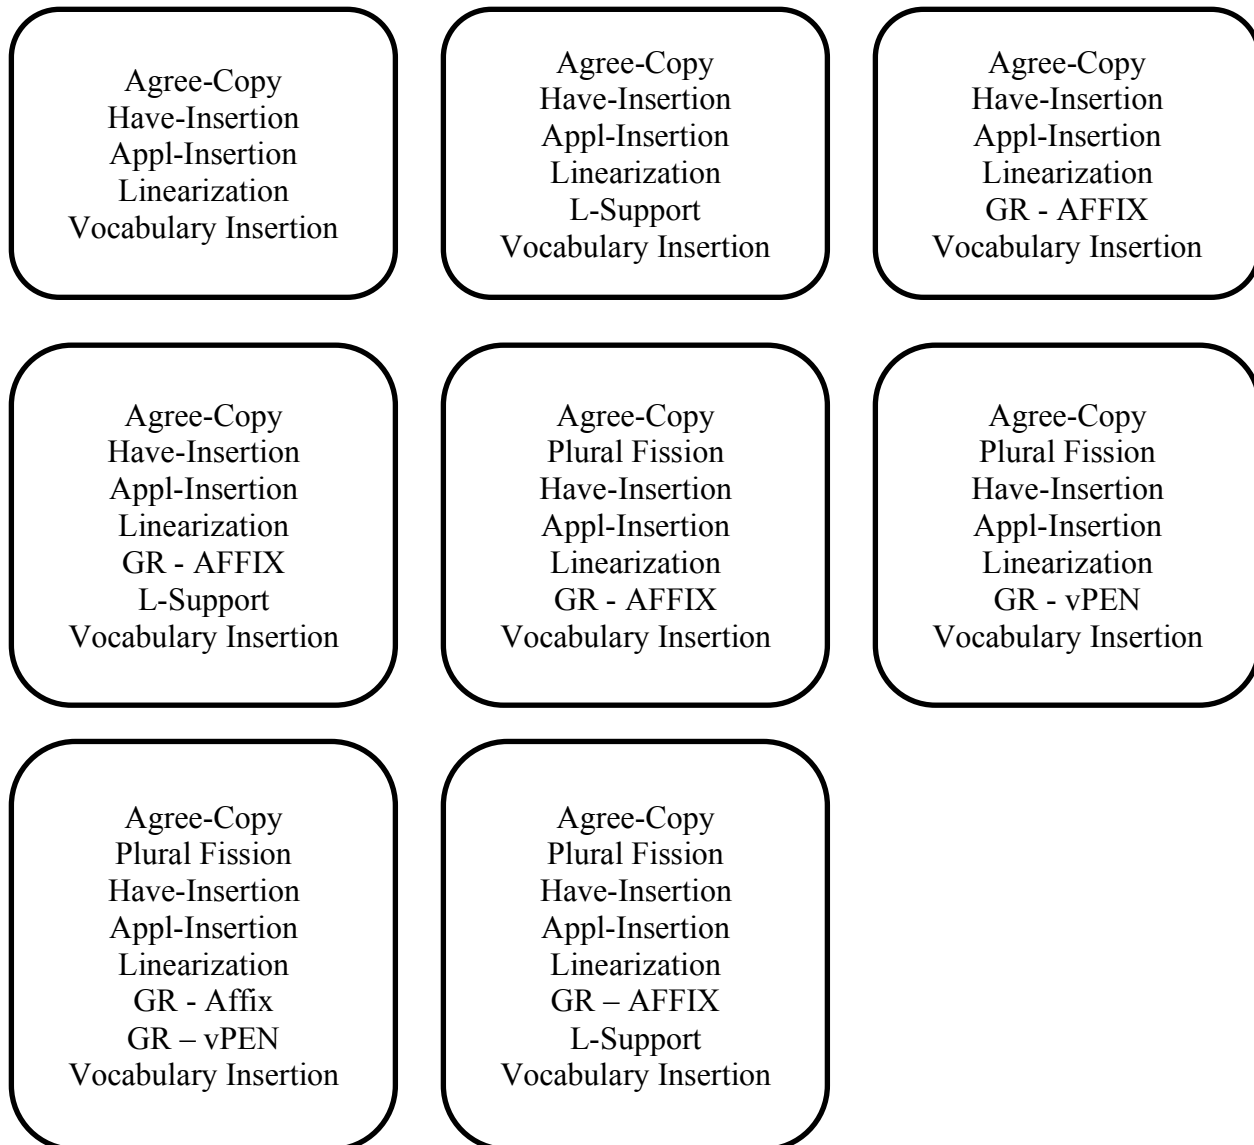 Agree-Copy
Have-Insertion
Appl-Insertion
Linearization
Vocabulary Insertion
Agree-Copy
Have-Insertion
Appl-Insertion
Linearization
L-Support
Vocabulary Insertion
Agree-Copy
Have-Insertion
Appl-Insertion
Linearization
GR - AFFIX
Vocabulary Insertion
Agree-Copy
Have-Insertion
Appl-Insertion
Linearization
GR - AFFIX
L-Support
Vocabulary Insertion
Agree-Copy
Plural Fission
Have-Insertion
Appl-Insertion
Linearization
GR - AFFIX
Vocabulary Insertion
Agree-Copy
Plural Fission
Have-Insertion
Appl-Insertion
Linearization
GR - vPEN
Vocabulary Insertion
Agree-Copy
Plural Fission
Have-Insertion
Appl-Insertion
Linearization
GR - Affix
GR – vPEN
Vocabulary Insertion
Agree-Copy
Plural Fission
Have-Insertion
Appl-Insertion
Linearization
GR – AFFIX
L-Support
Vocabulary Insertion